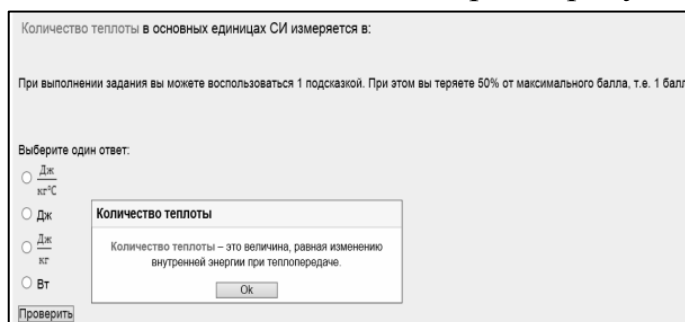 Количество теплоты в основных единицах СИ измеряется в:
При выполнении задания вы можете воспользоваться 1 подсказкой. При этом вы теряете 50% от максимального балла, т.е. 1 балл
Выберите один ответ:
Дж
кг°С
Дж
Дж
кг
Вт
Проверить
Количество теплоты
Количество теплоты – это величина, равная изменению
внутренней энергии при теплопередаче.
Ok